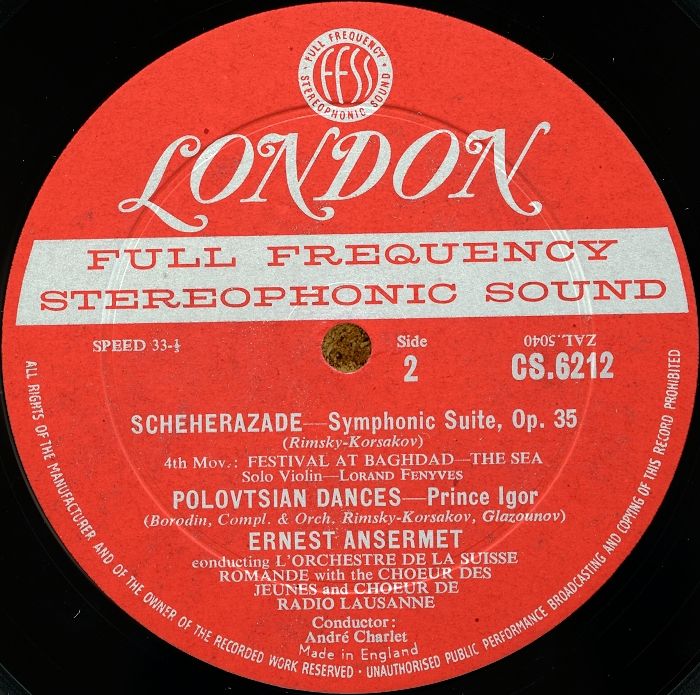 FULL FREQUENCY
FFSS
STEREOPHONIC SOUND
LONDON
FULL FREQUENCY
STEREOPHONIC SOUND
SPEED 33-⅓
Side
2
ZAL.5040
CS.6212
SCHEHERAZADE—Symphonic Suite, Op. 35
(Rimsky-Korsakov)
4th Mov.: FESTIVAL AT BAGHDAD—THE SEA
Solo Violin—LORAND FENYVES
POLOVTSIAN DANCES—Prince Igor
(Borodin, Compl. & Orch. Rimsky-Korsakov, Glazounov)
ERNEST ANSERMET
conducting L'ORCHESTRE DE LA SUISSE
ROMANDE with the CHOEUR DES
JEUNES and CHOEUR DE
RADIO LAUSANNE
Conductor:
André Charlet
Made in England
ALL RIGHTS OF THE MANUFACTURER AND OF THE OWNER OF THE RECORDED WORK RESERVED · UNAUTHORISED PUBLIC PERFORMANCE BROADCASTING AND COPYING OF THIS RECORD PROHIBITED